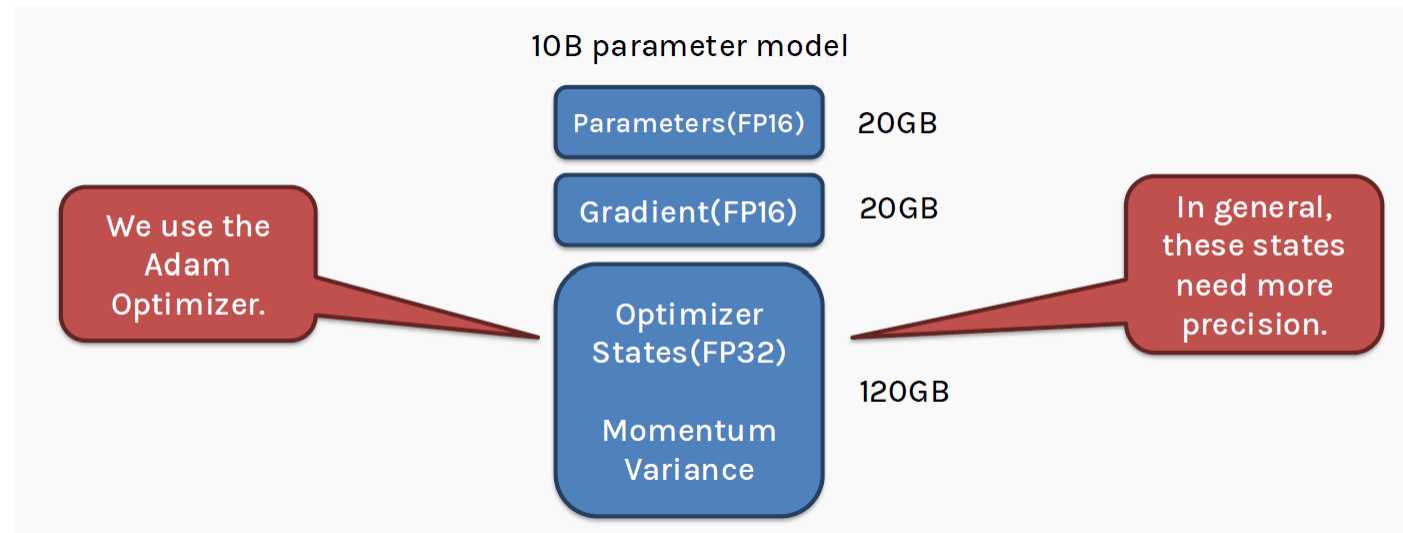 10B parameter model
Parameters(FP16)
20GB
Gradient(FP16)
20GB
We use the
Adam
Optimizer.
Optimizer
States(FP32)
Momentum
Variance
120GB
In general,
these states
need more
precision.